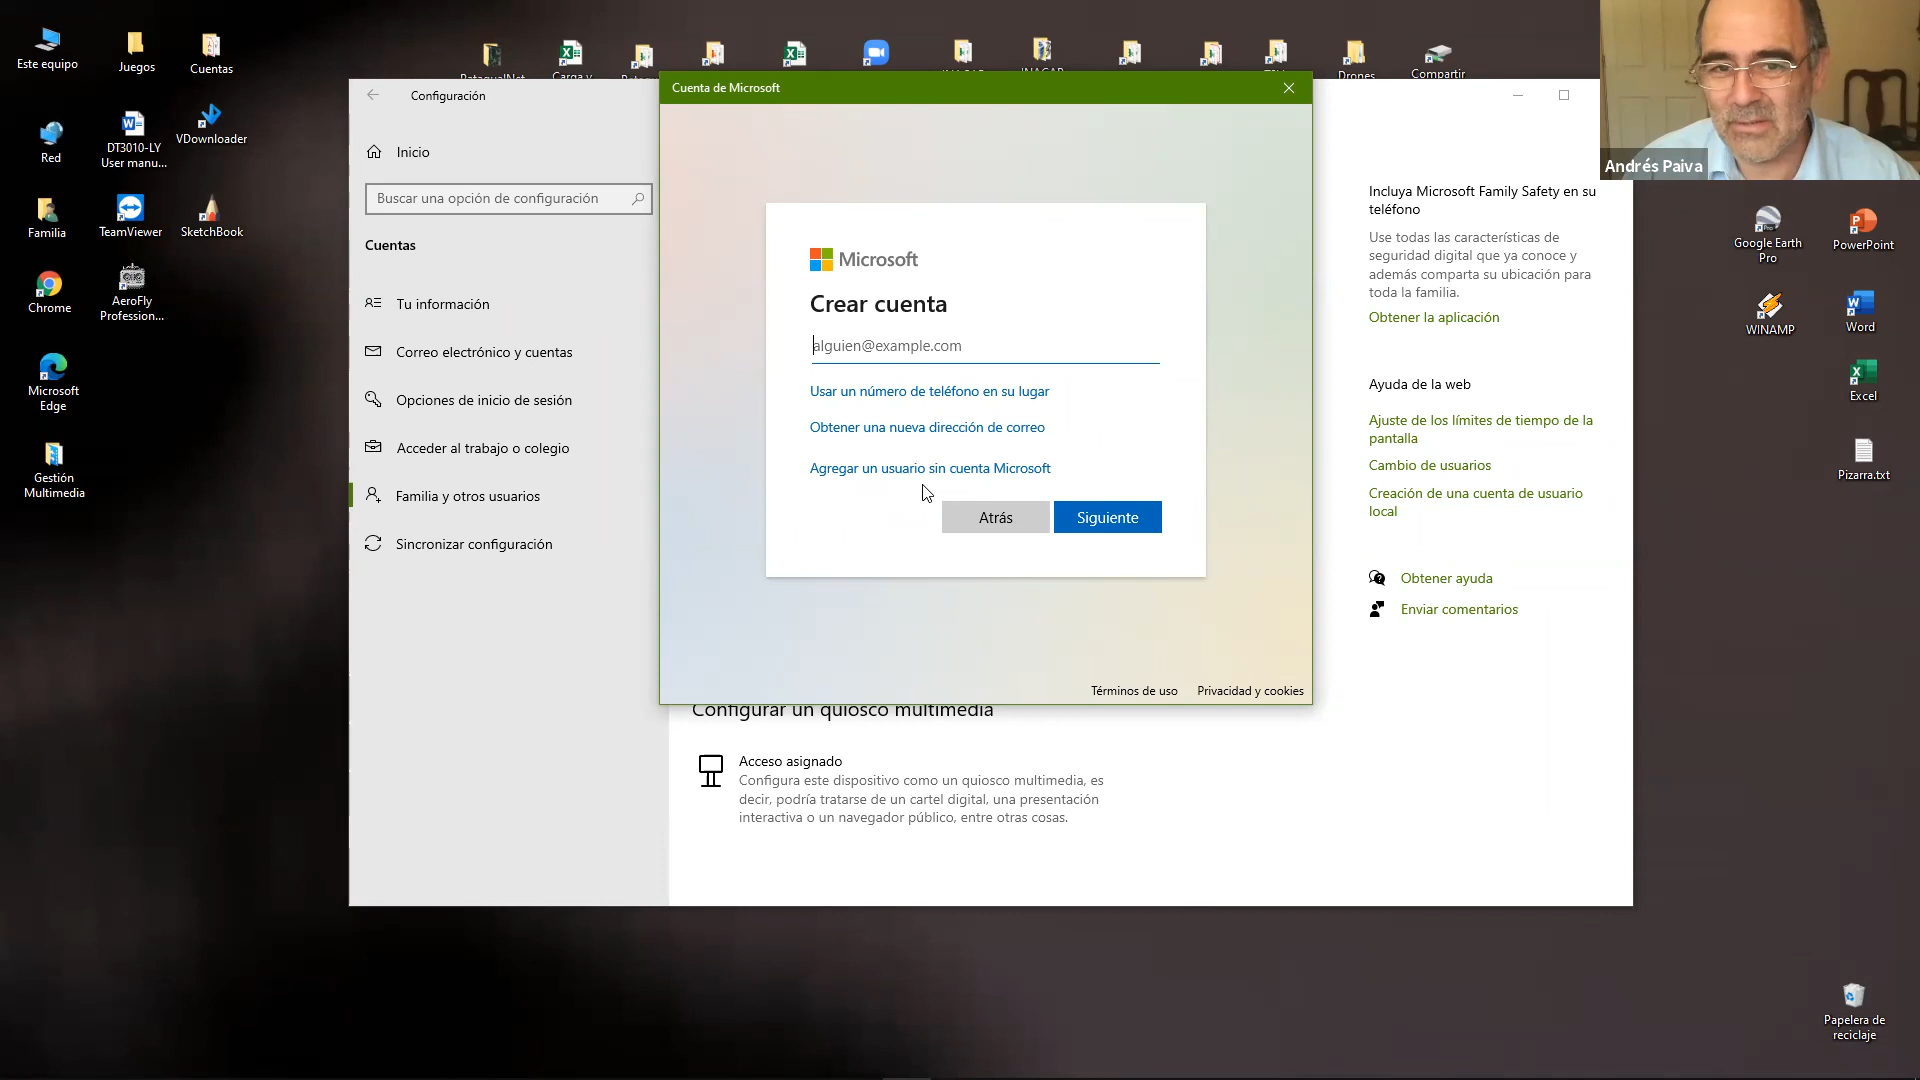 Este equipo
Juegos
Cuentas
Red
DT3010-LY
User manu...
VDownloader
Familia
TeamViewer
SketchBook
Chrome
AeroFly
Profession...
Microsoft
Edge
Gestión
Multimedia
Carga y
Drones
Compartir
Configuración
Inicio
Buscar una opción de configuración
Cuentas
Tu información
Correo electrónico y cuentas
Opciones de inicio de sesión
Acceder al trabajo o colegio
Familia y otros usuarios
Sincronizar configuración
Cuenta de Microsoft
Microsoft
Crear cuenta
alguien@example.com
Usar un número de teléfono en su lugar
Obtener una nueva dirección de correo
Agregar un usuario sin cuenta Microsoft
Atrás
Siguiente
Términos de uso
Privacidad y cookies
Configurar un quiosco multimedia
Acceso asignado
Configura este dispositivo como un quiosco multimedia, es
decir, podría tratarse de un cartel digital, una presentación
interactiva o un navegador público, entre otras cosas.
Incluya Microsoft Family Safety en su
teléfono
Use todas las características de
seguridad digital que ya conoce y
además comparta su ubicación para
toda la familia.
Obtener la aplicación
Ayuda de la web
Ajuste de los límites de tiempo de la
pantalla
Cambio de usuarios
Creación de una cuenta de usuario
local
Obtener ayuda
Enviar comentarios
Andrés Paiva
Google Earth
Pro
PowerPoint
WINAMP
Word
Excel
Pizarra.txt
Papelera de
reciclaje